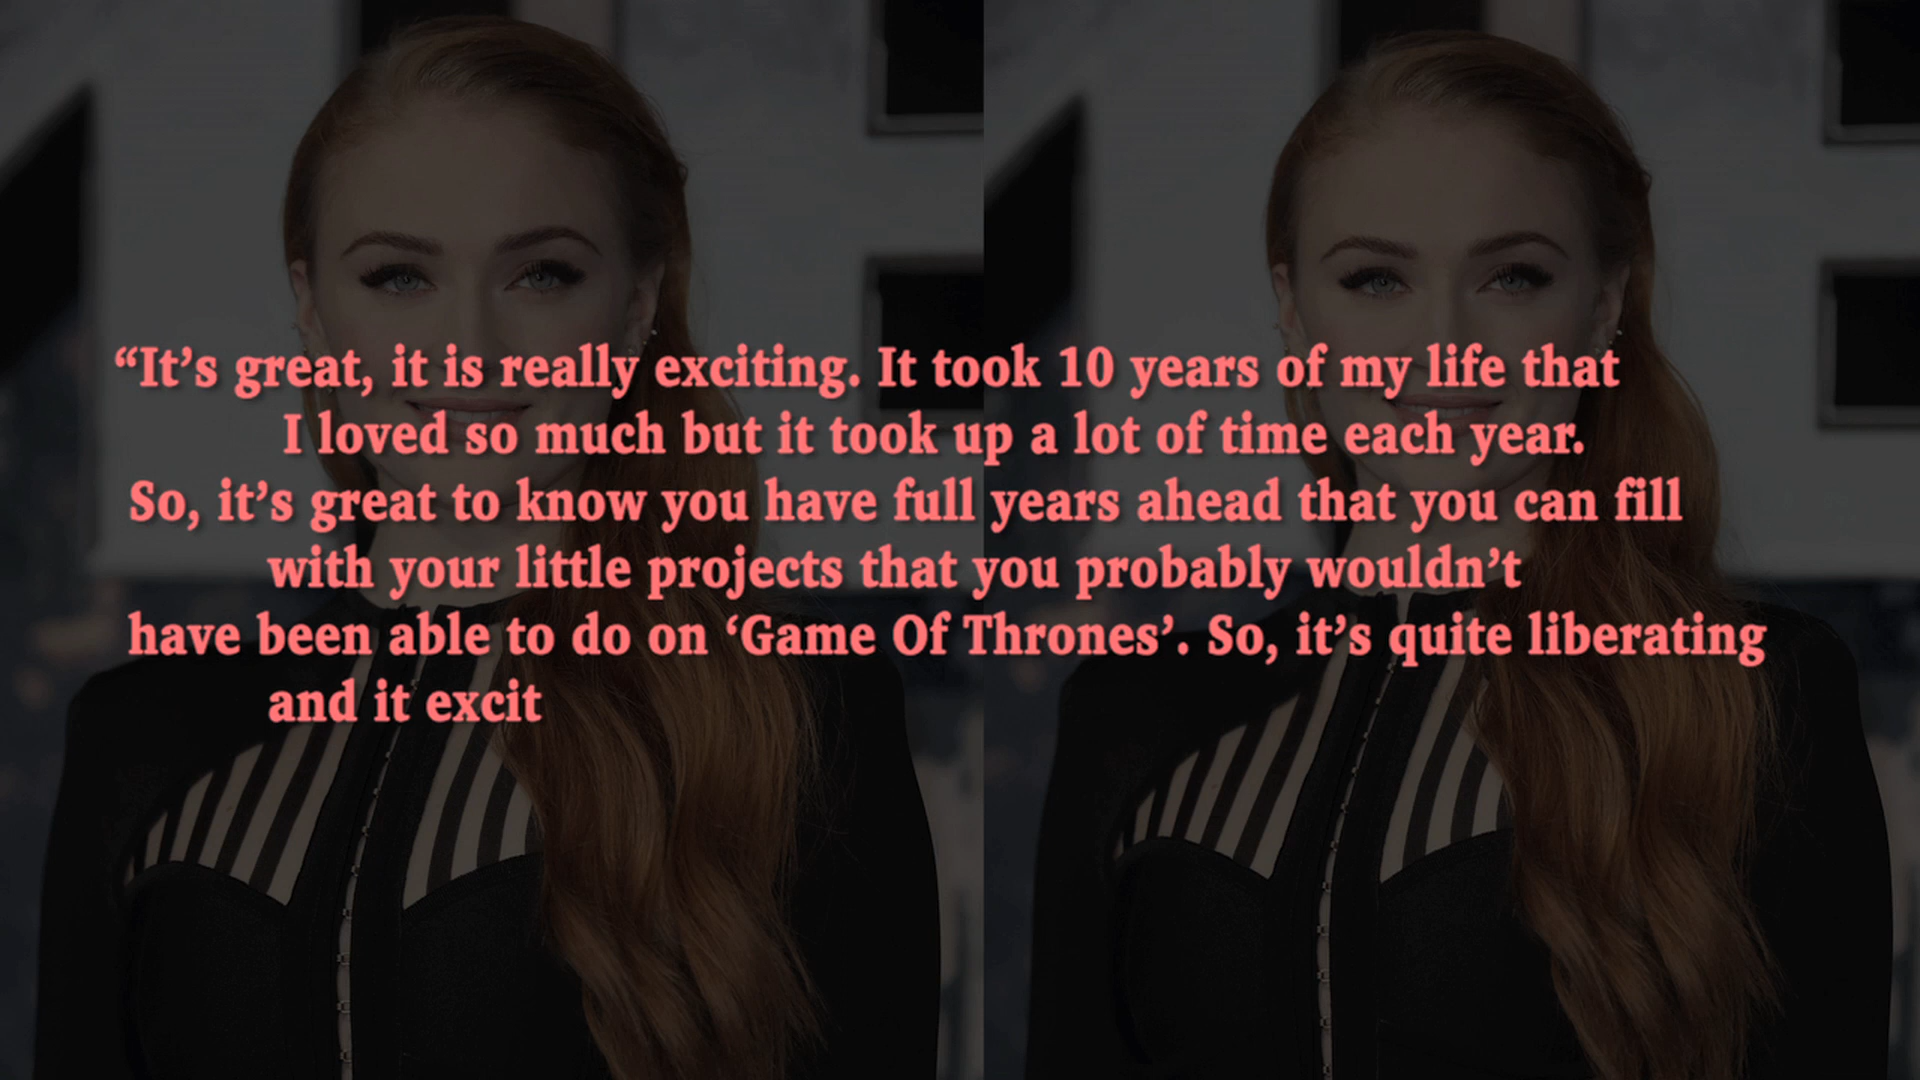 “It’s great, it is really exciting. It took 10 years of my life that
I loved so much but it took up a lot of time each year.
So, it’s great to know you have full years ahead that you can fill
with your little projects that you probably wouldn’t
have been able to do on ‘Game Of Thrones’. So, it’s quite liberating
and it excit